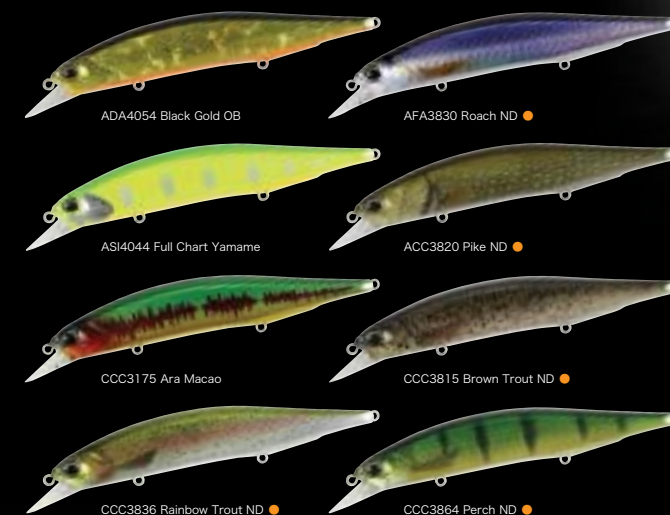 ADA4054 Black Gold OB
AFA3830 Roach ND
ASI4044 Full Chart Yamame
ACC3820 Pike ND
CCC3175 Ara Macao
CCC3815 Brown Trout ND
CCC3836 Rainbow Trout ND
CCC3864 Perch ND